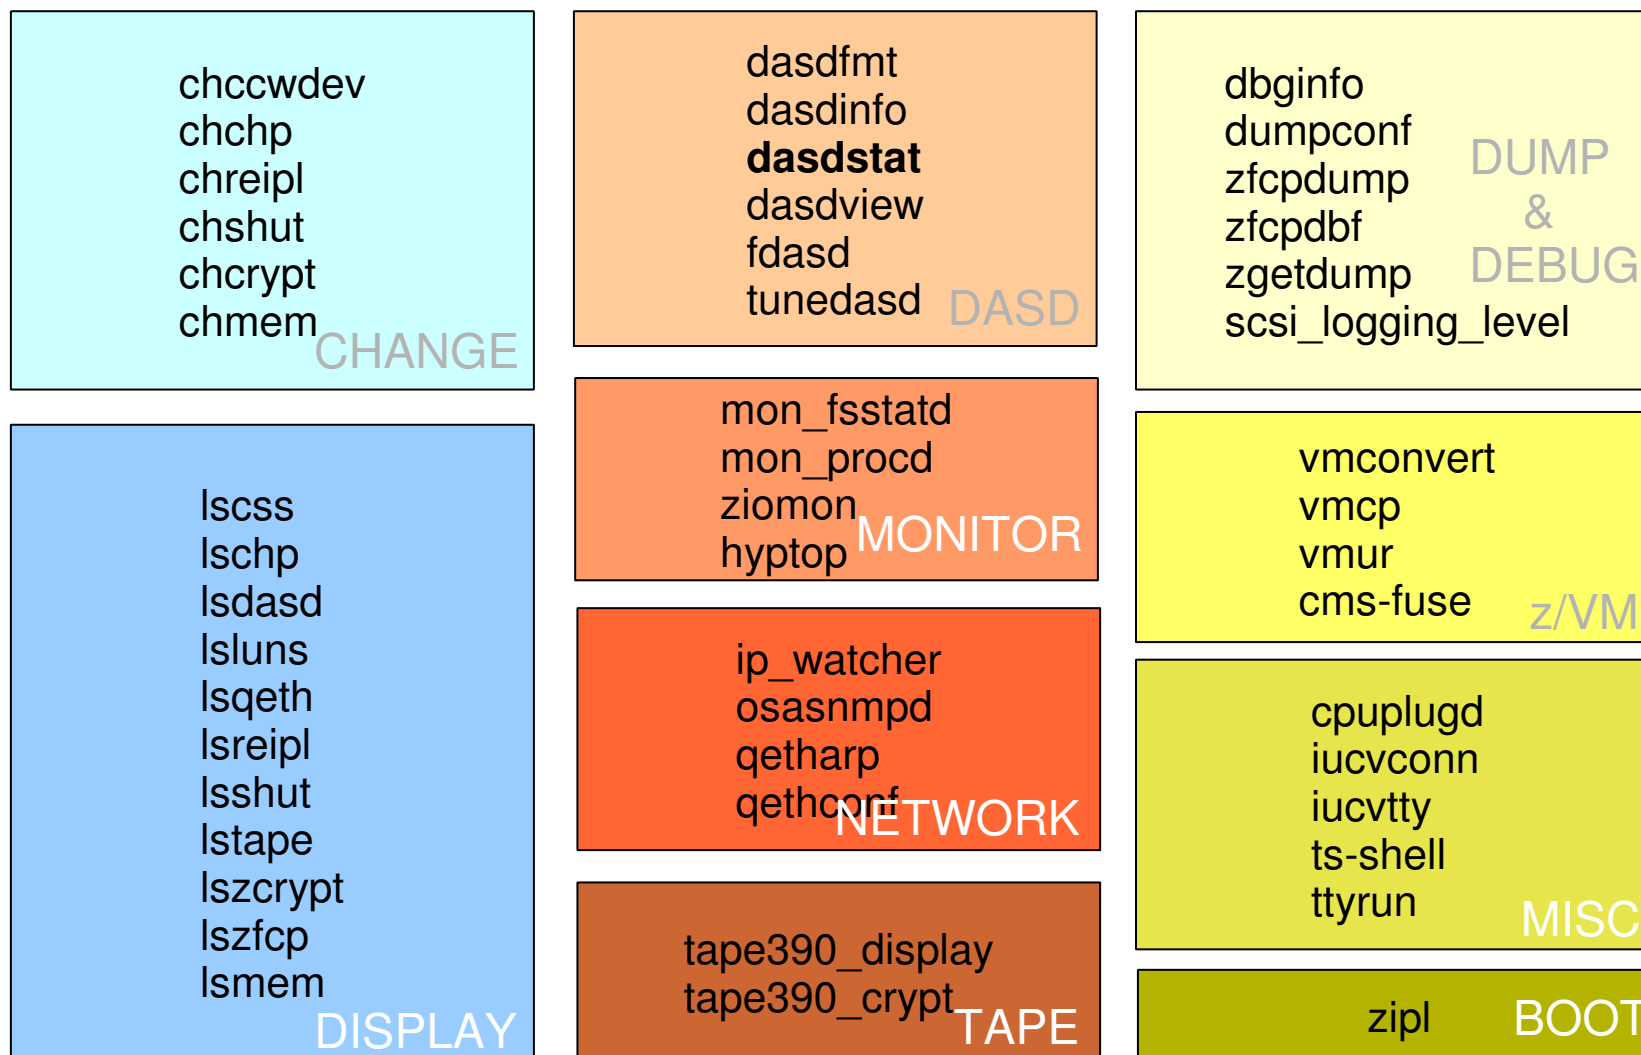 chccwdev
chchp
chreipl
chshut
chcrypt
chmem
CHANGE
lscss
lschp
lsdasd
lsluns
lsqeth
lsreipl
lsshut
lstape
lszcrypt
lszfcp
lsmem
DISPLAY
dasdfmt
dasdinfo
dasdstat
dasdview
fdasd
tunedasd
DASD
mon_fsstatd
mon_procd
ziomon
hyptop
MONITOR
ip_watcher
osasnmpd
qetharp
qethconf
NETWORK
tape390_display
tape390_crypt
TAPE
dbginfo
dumpconf
zfcpdump
zfcpdbf
zgetdump
scsi_logging_level
DUMP
&
DEBUG
vmconvert
vmcp
vmur
cms-fuse
z/VM
cpuplugd
iucvconn
iucvtty
ts-shell
ttyrun
MISC
zipl
BOOT